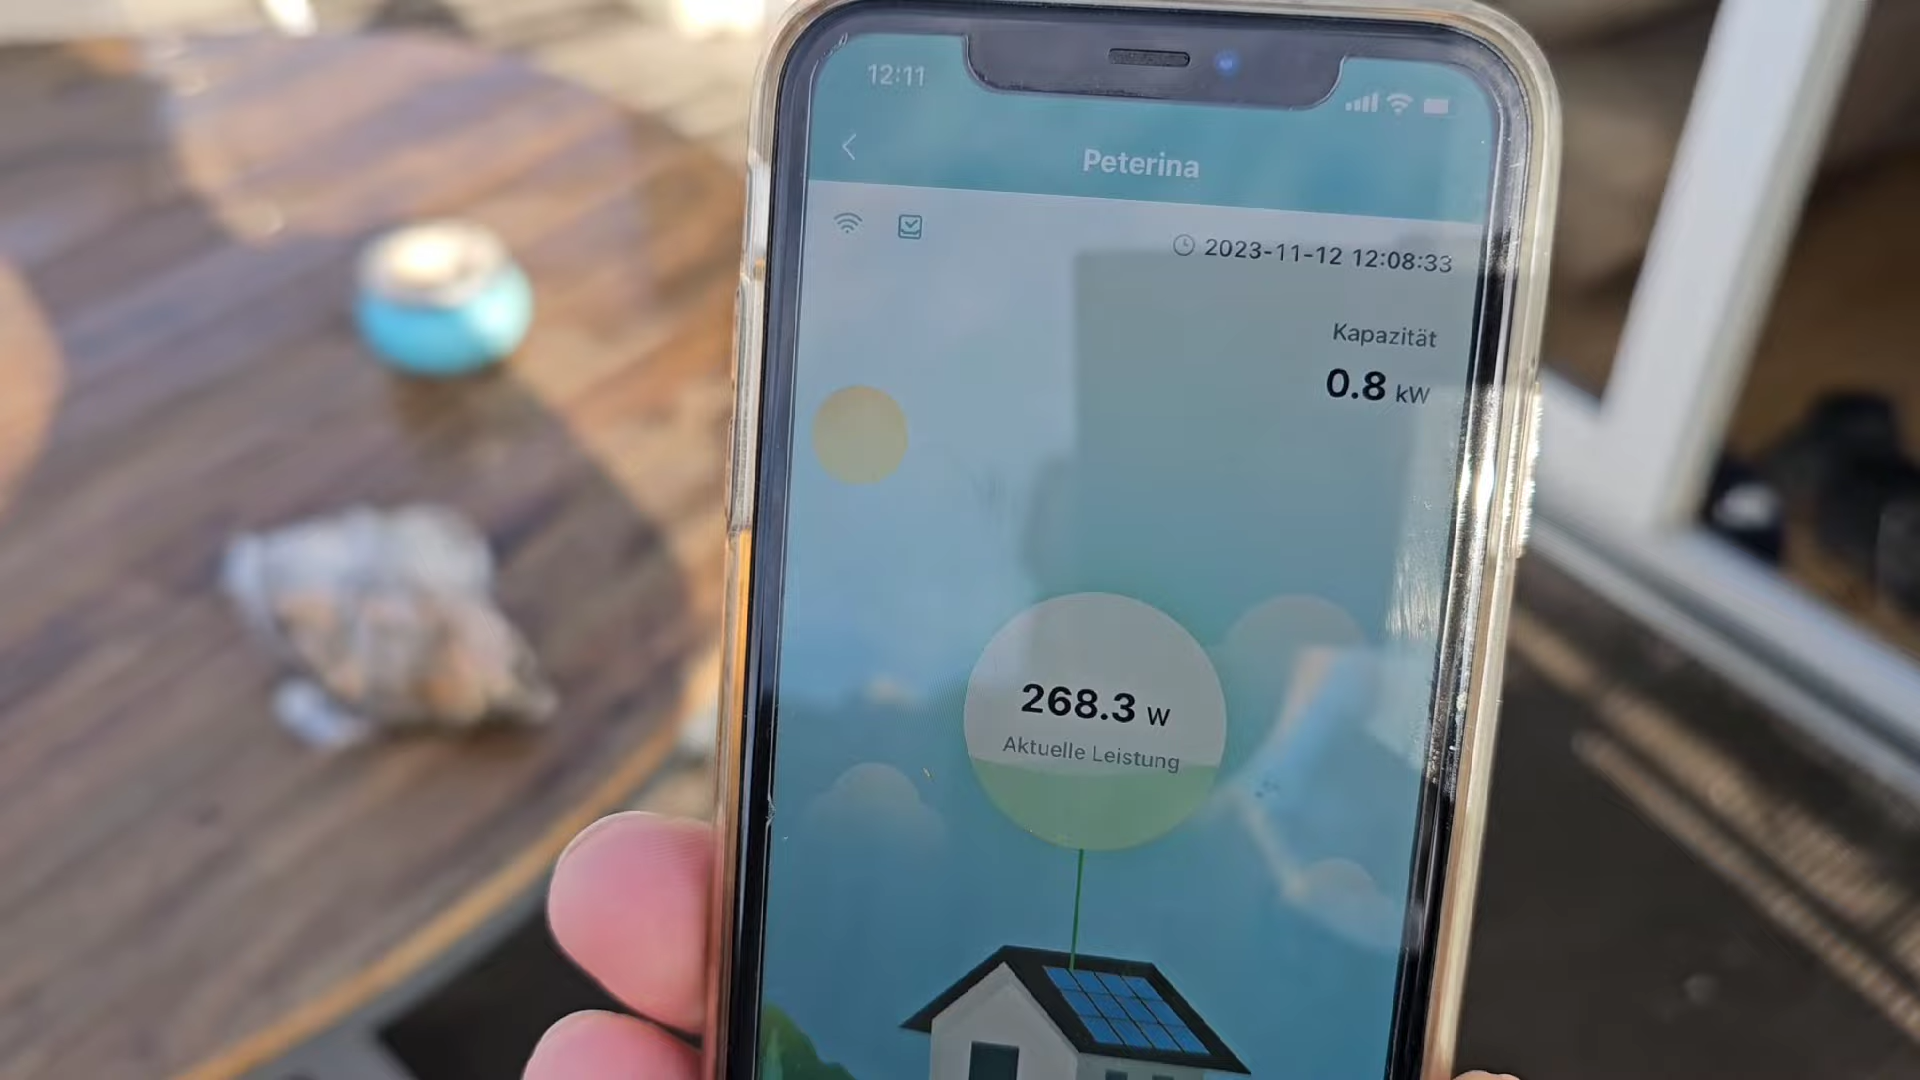 12:11
Peterina
2023-11-12 12:08:33
Kapazität
0.8 kW
268.3 W
Aktuelle Leistung